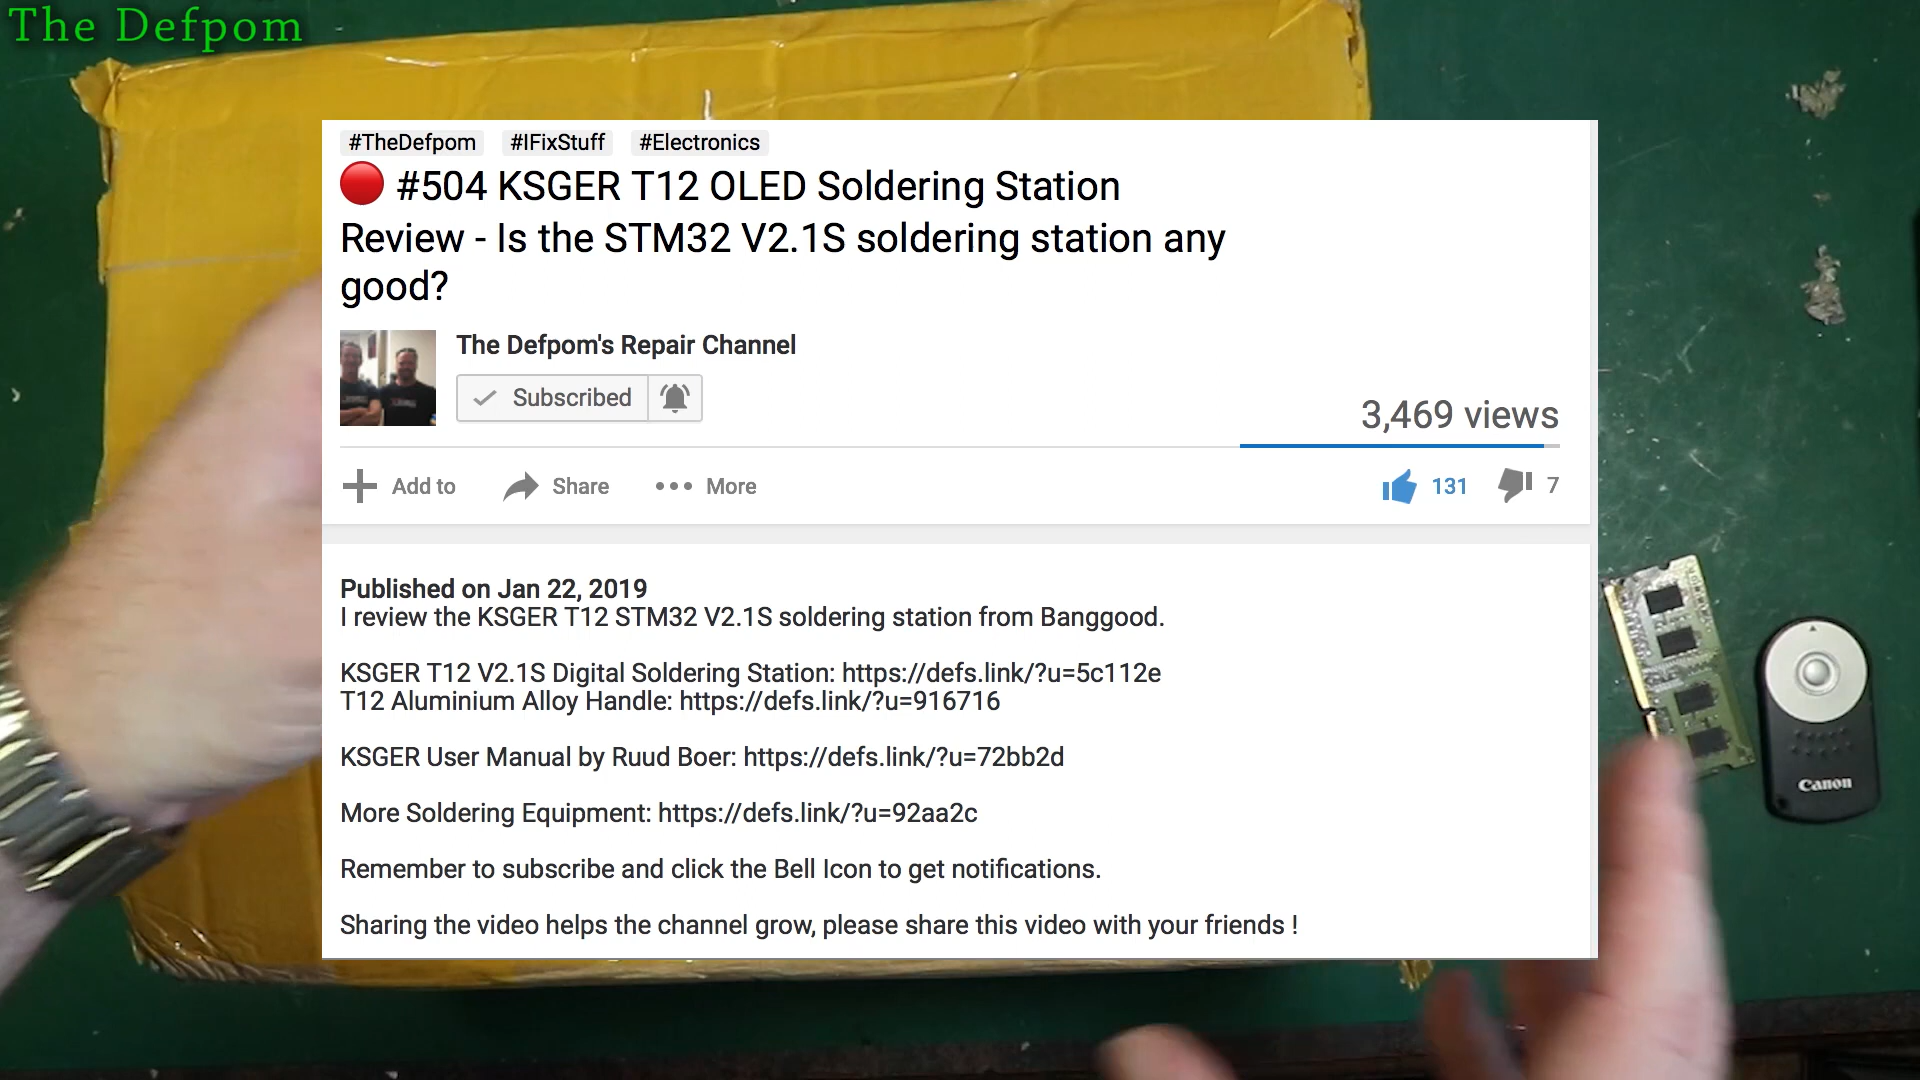 The Defpom
#TheDefpom #IFixStuff #Electronics
#504 KSGER T12 OLED Soldering Station
Review - Is the STM32 V2.1S soldering station any
good?
The Defpom's Repair Channel
Subscribed
3,469 views
Add to Share More 131 7
Published on Jan 22, 2019
I review the KSGER T12 STM32 V2.1S soldering station from Banggood.
KSGER T12 V2.1S Digital Soldering Station: https://defs.link/?u=5c112e
T12 Aluminium Alloy Handle: https://defs.link/?u=916716
KSGER User Manual by Ruud Boer: https://defs.link/?u=72bb2d
More Soldering Equipment: https://defs.link/?u=92aa2c
Remember to subscribe and click the Bell Icon to get notifications.
Sharing the video helps the channel grow, please share this video with your friends !
Canon